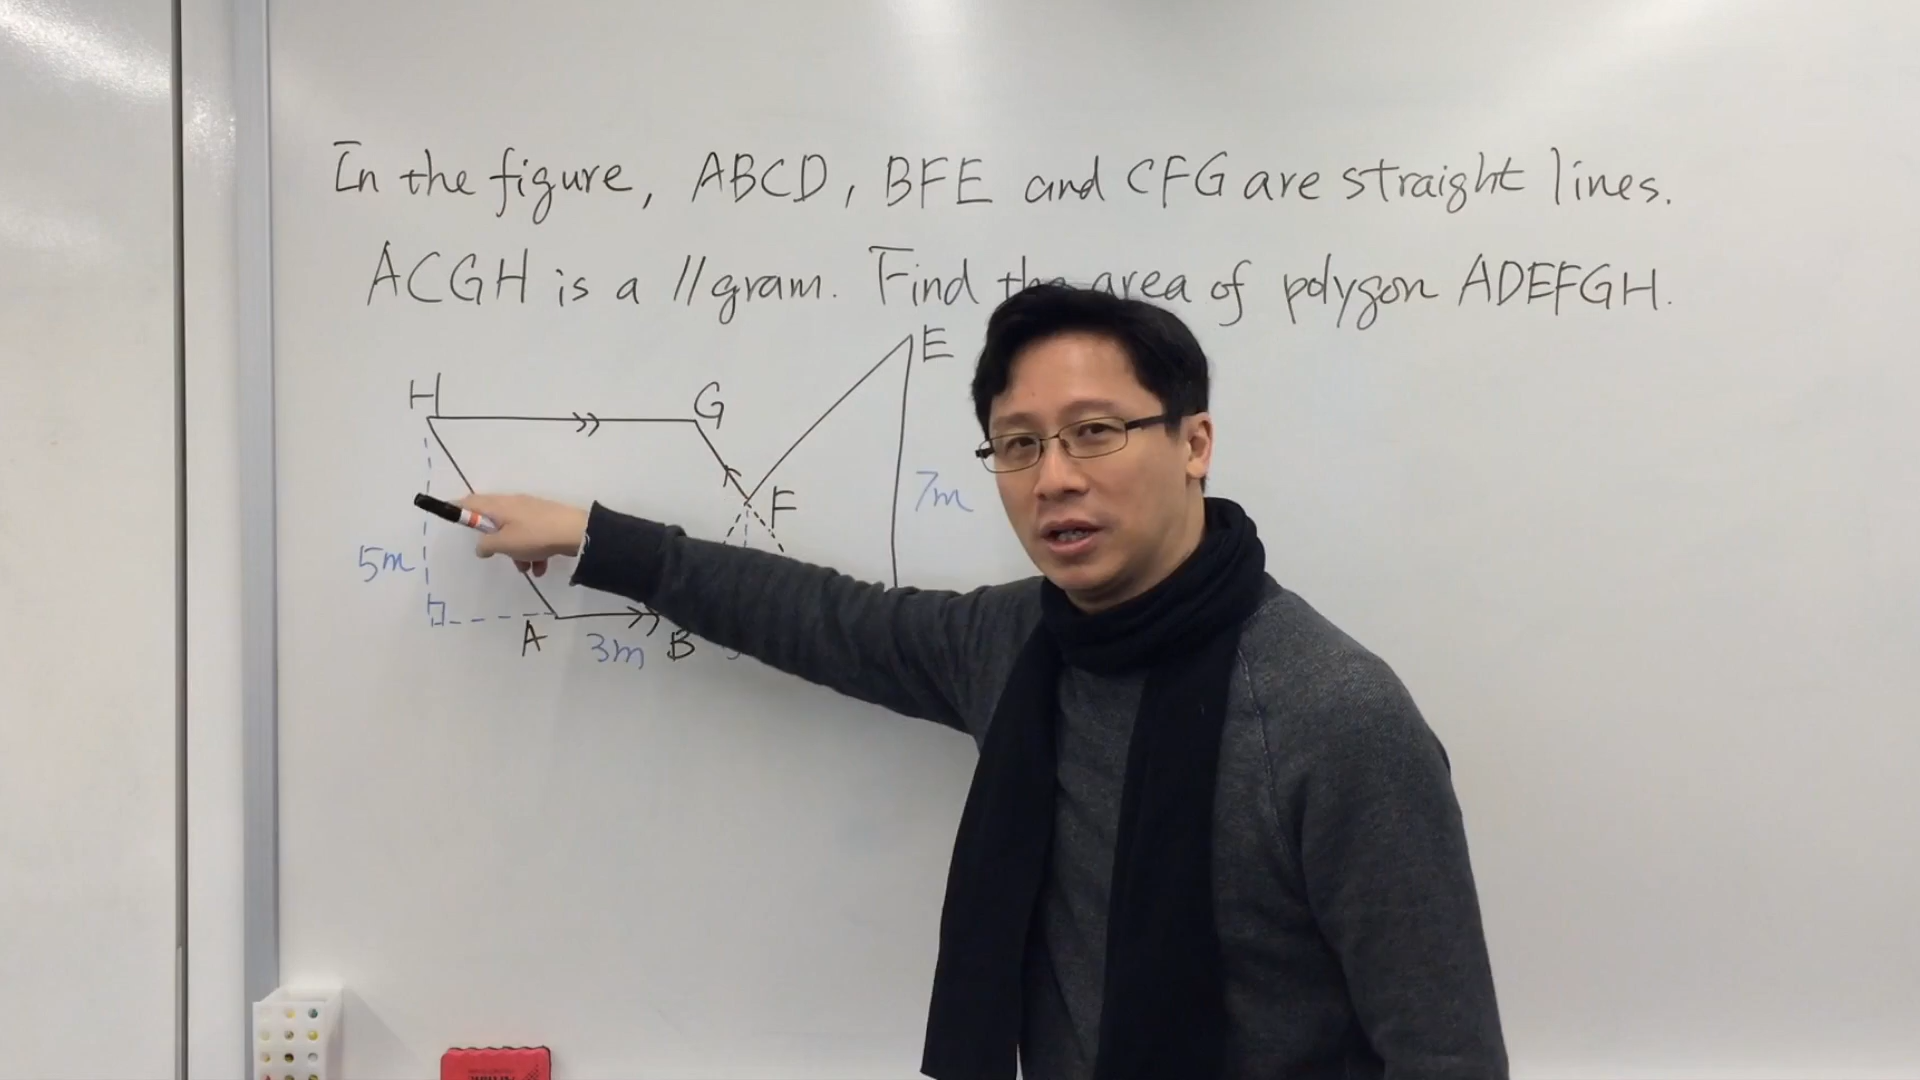 In the figure, ABCD, BFE and CFG are straight lines.
ACGH is a // gram. Find the area of polygon ADEFGH.
E
H
G
F
7m
5m
A
3m
B